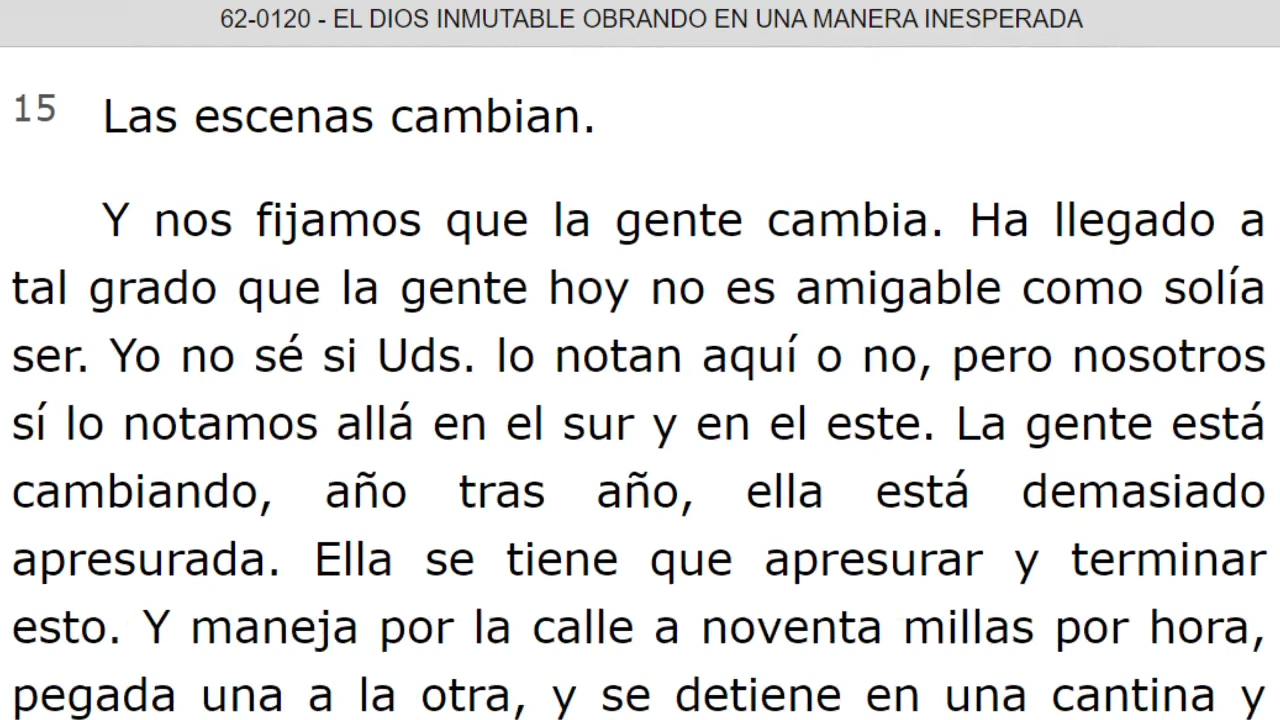 62-0120 - EL DIOS INMUTABLE OBRANDO EN UNA MANERA INESPERADA
15 Las escenas cambian.
Y nos fijamos que la gente cambia. Ha llegado a
tal grado que la gente hoy no es amigable como solía
ser. Yo no sé si Uds. lo notan aquí o no, pero nosotros
sí lo notamos allá en el sur y en el este. La gente está
cambiando, año tras año, ella está demasiado
apresurada. Ella se tiene que apresurar y terminar
esto. Y maneja por la calle a noventa millas por hora,
pegada una a la otra, y se detiene en una cantina y